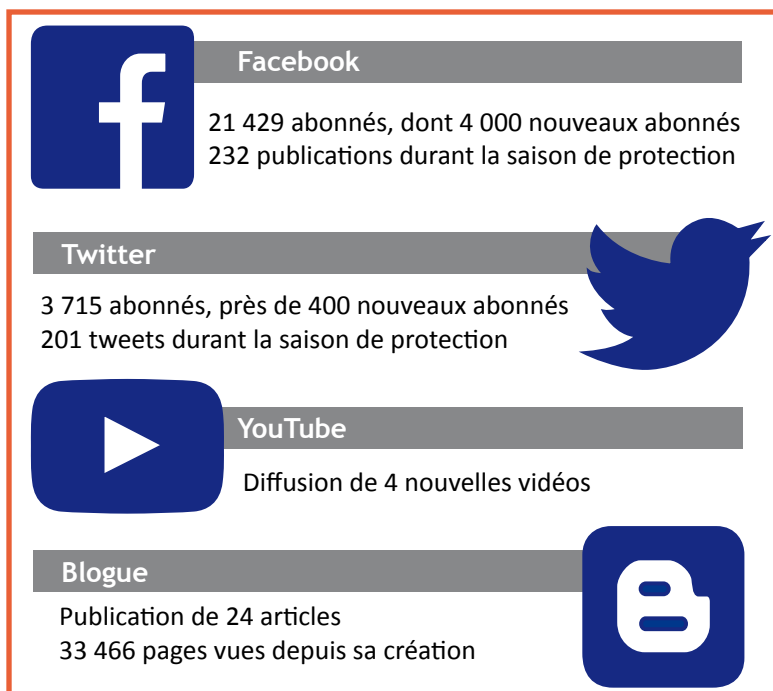 Facebook
21 429 abonnés, dont 4 000 nouveaux abonnés
232 publications durant la saison de protection
Twitter
3 715 abonnés, près de 400 nouveaux abonnés
201 tweets durant la saison de protection
YouTube
Diffusion de 4 nouvelles vidéos
Blogue
Publication de 24 articles
33 466 pages vues depuis sa création